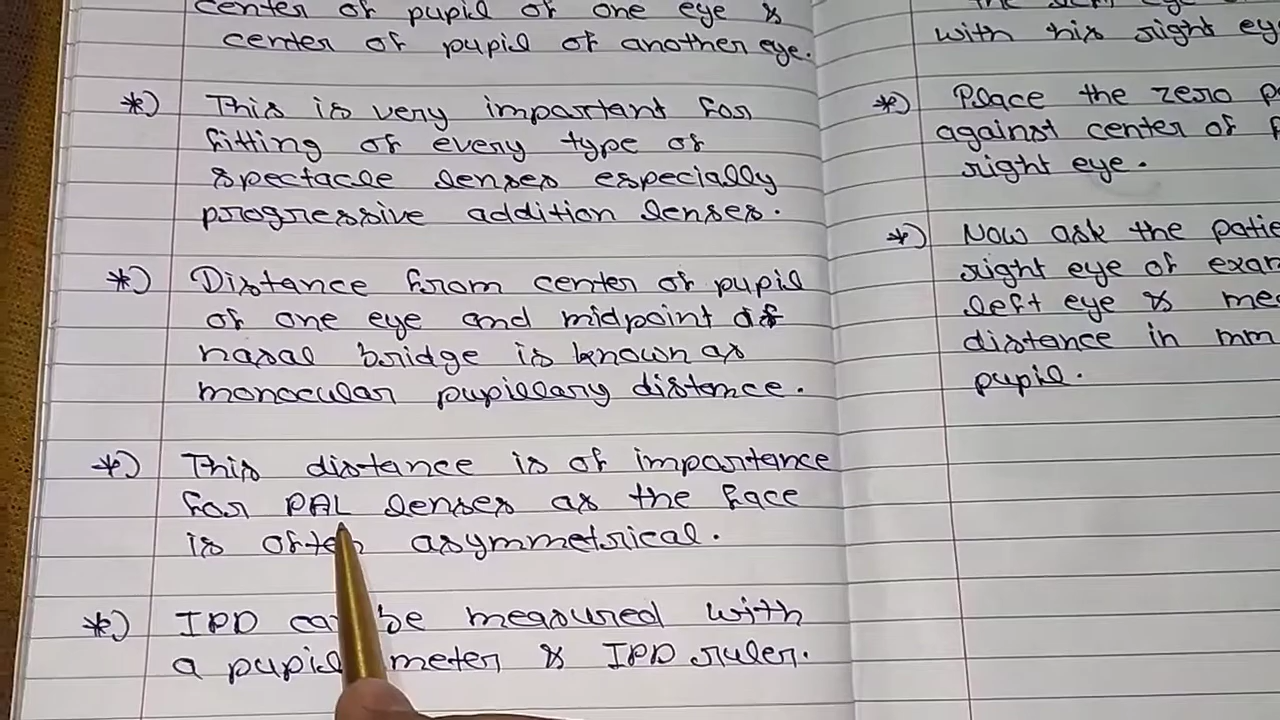 center of pupil of one eye &
center of pupil of another eye.
*) This is very important for
fitting of every type of
spectacle lenses especially
progressive addition lenses.
*) Distance from center of pupil
of one eye and midpoint of
nasal bridge is known as
monocular pupillary distance.
*) This distance is of importance
for PAL lenses as the face
is often asymmetrical.
*) IPD can be measured with
a pupil meter & IPD ruler.
with his right
*) Place the zero
against center of
right eye.
*) Now ask the
right eye of
left eye &
distance in mm
pupil.